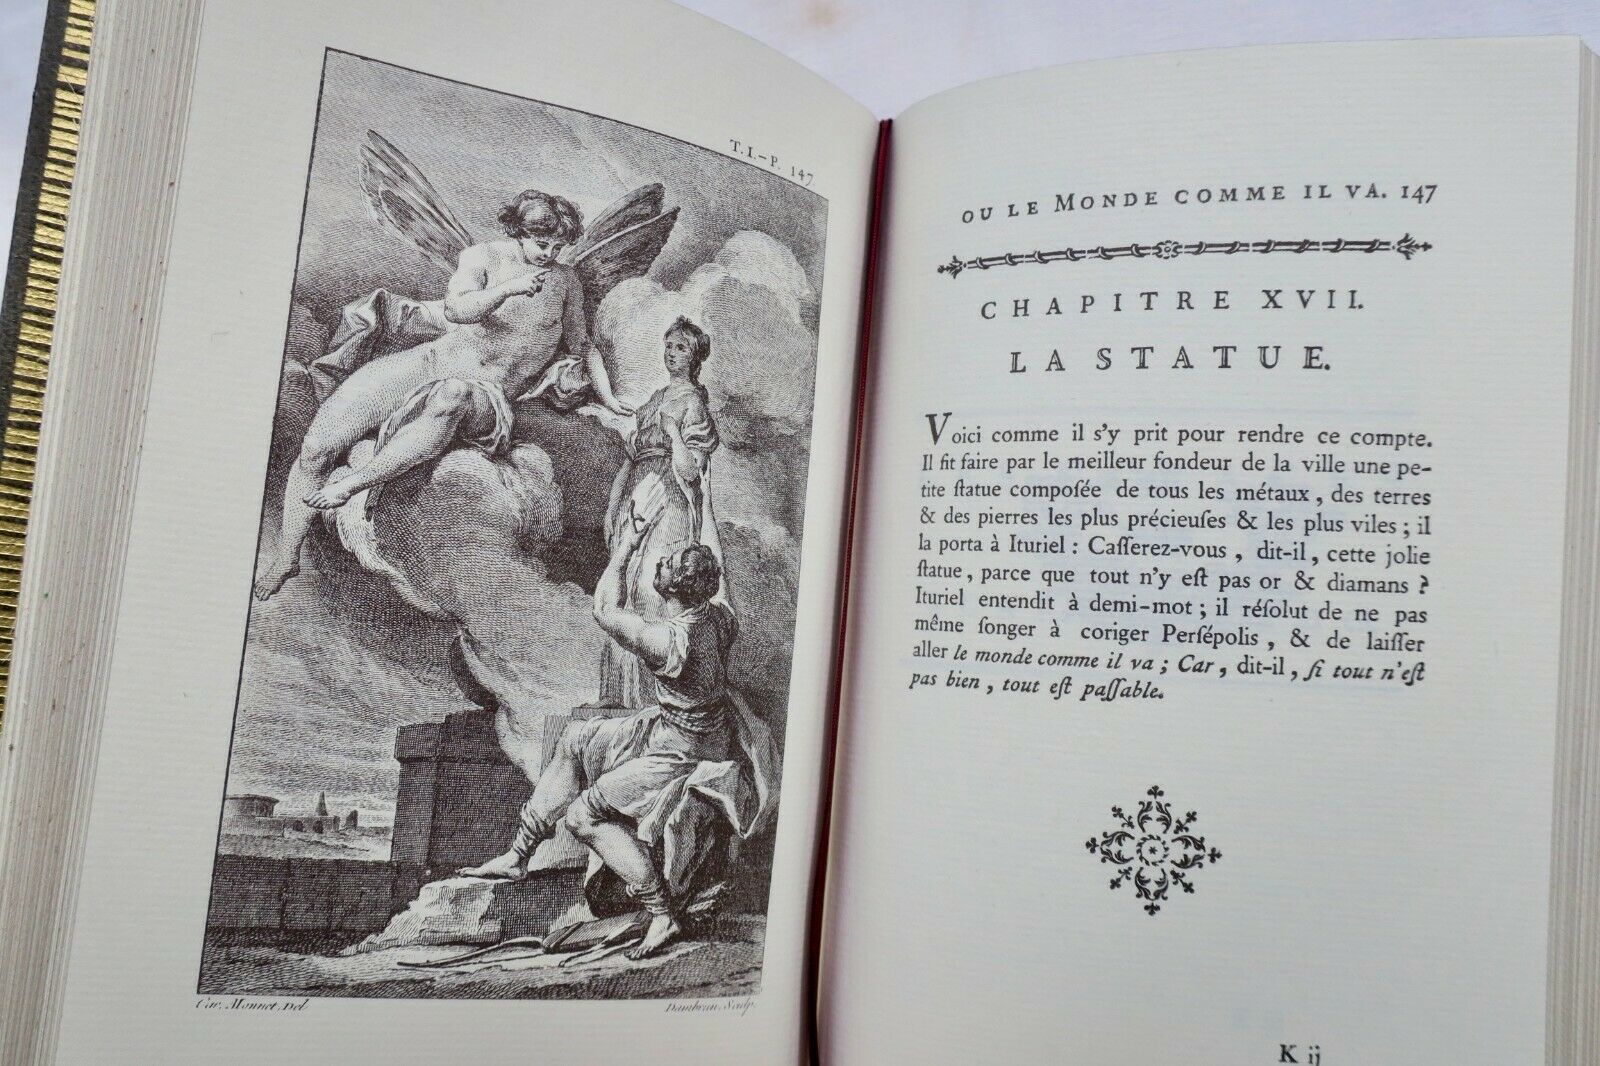 T.I.-P. 147.
Car. Monnet, Del
Dambrun, Sculp.
OU LE MONDE COMME IL VA. 147
CHAPITRE XVII.
LA STATUE.
Voici comme il s'y prit pour rendre ce compte.
Il fit faire par le meilleur fondeur de la ville une pe-
tite ſtatue compoſée de tous les métaux, des terres
& des pierres les plus précieuſes & les plus viles; il
la porta à Ituriel : Caſſerez-vous, dit-il, cette jolie
ſtatue, parce que tout n'y eſt pas or & diamans ?
Ituriel entendit à demi-mot; il réſolut de ne pas
même ſonger à coriger Perſépolis, & de laiſſer
aller le monde comme il va; Car, dit-il, ſi tout n'eſt
pas bien, tout eſt paſſable.
K ij